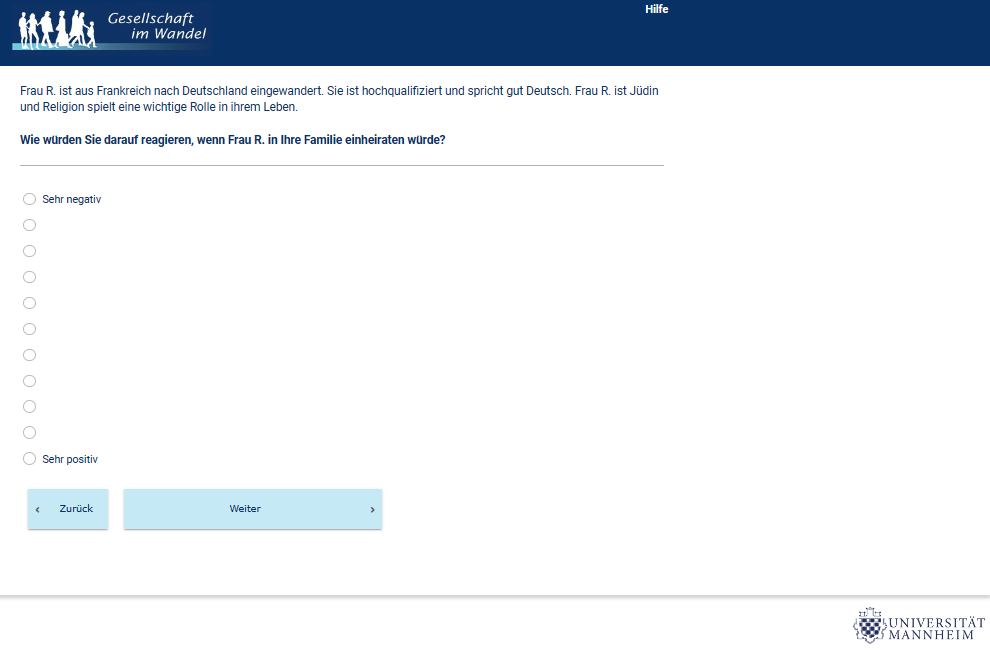 Gesellschaft
im Wandel
Hilfe
Frau R. ist aus Frankreich nach Deutschland eingewandert. Sie ist hochqualifiziert und spricht gut Deutsch. Frau R. ist Jüdin
und Religion spielt eine wichtige Rolle in ihrem Leben.
Wie würden Sie darauf reagieren, wenn Frau R. in Ihre Familie einheiraten würde?
Sehr negativ
Sehr positiv
‹ Zurück
Weiter ›
UNIVERSITÄT
MANNHEIM